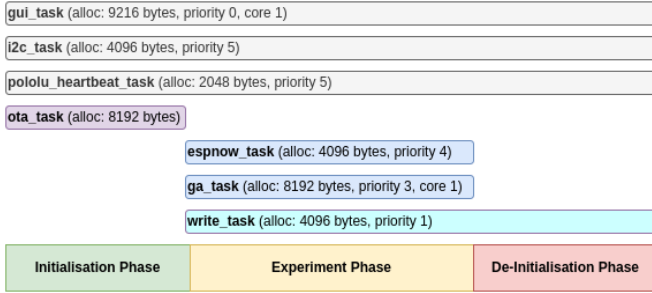 gui_task (alloc: 9216 bytes, priority 0, core 1)
i2c_task (alloc: 4096 bytes, priority 5)
pololu_heartbeat_task (alloc: 2048 bytes, priority 5)
ota_task (alloc: 8192 bytes)
espnow_task (alloc: 4096 bytes, priority 4)
ga_task (alloc: 8192 bytes, priority 3, core 1)
write_task (alloc: 4096 bytes, priority 1)
Initialisation Phase Experiment Phase De-Initialisation Phase